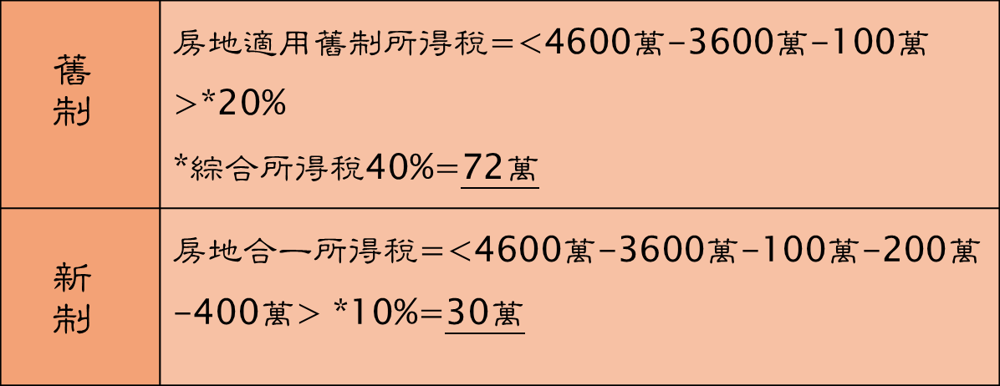 舊制
房地適用舊制所得稅=<4600萬-3600萬-100萬
>*20%
*綜合所得稅40%=72萬
新制
房地合一所得稅=<4600萬-3600萬-100萬-200萬
-400萬> *10%=30萬